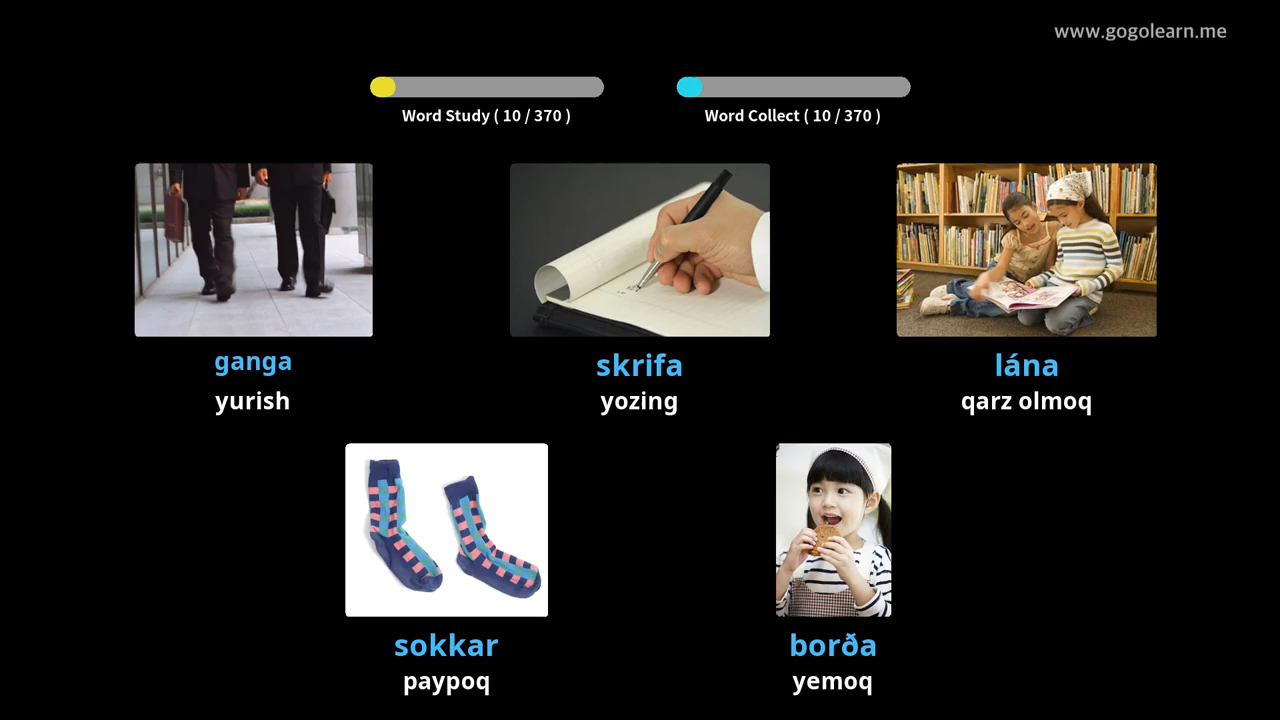 www.gogolearn.me
Word Study ( 10 / 370 )
Word Collect ( 10 / 370 )
ganga
yurish
skrifa
yozing
lána
qarz olmoq
sokkar
paypoq
borða
yemoq